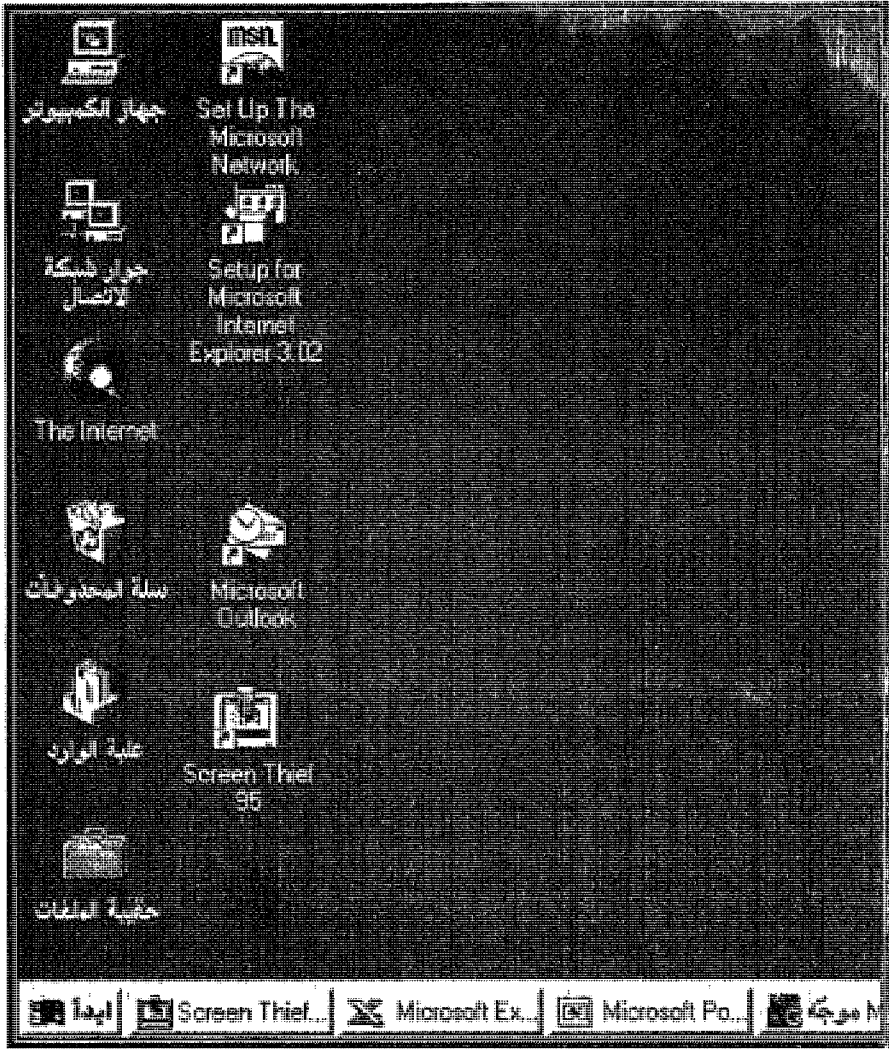 msn.
جهاز الكمبيوتر
Set Up The
Microsoft
Network
جوار شبكة
الاتصال
Setup for
Microsoft
Internet
Explorer 3.02
The Internet
سلة المحذوفات
Microsoft
Outlook
علبة الوارد
Screen Thief
95
حقيبة الملفات
ابدأ
Screen Thief...
Microsoft Ex...
Microsoft Po...
موجّه M